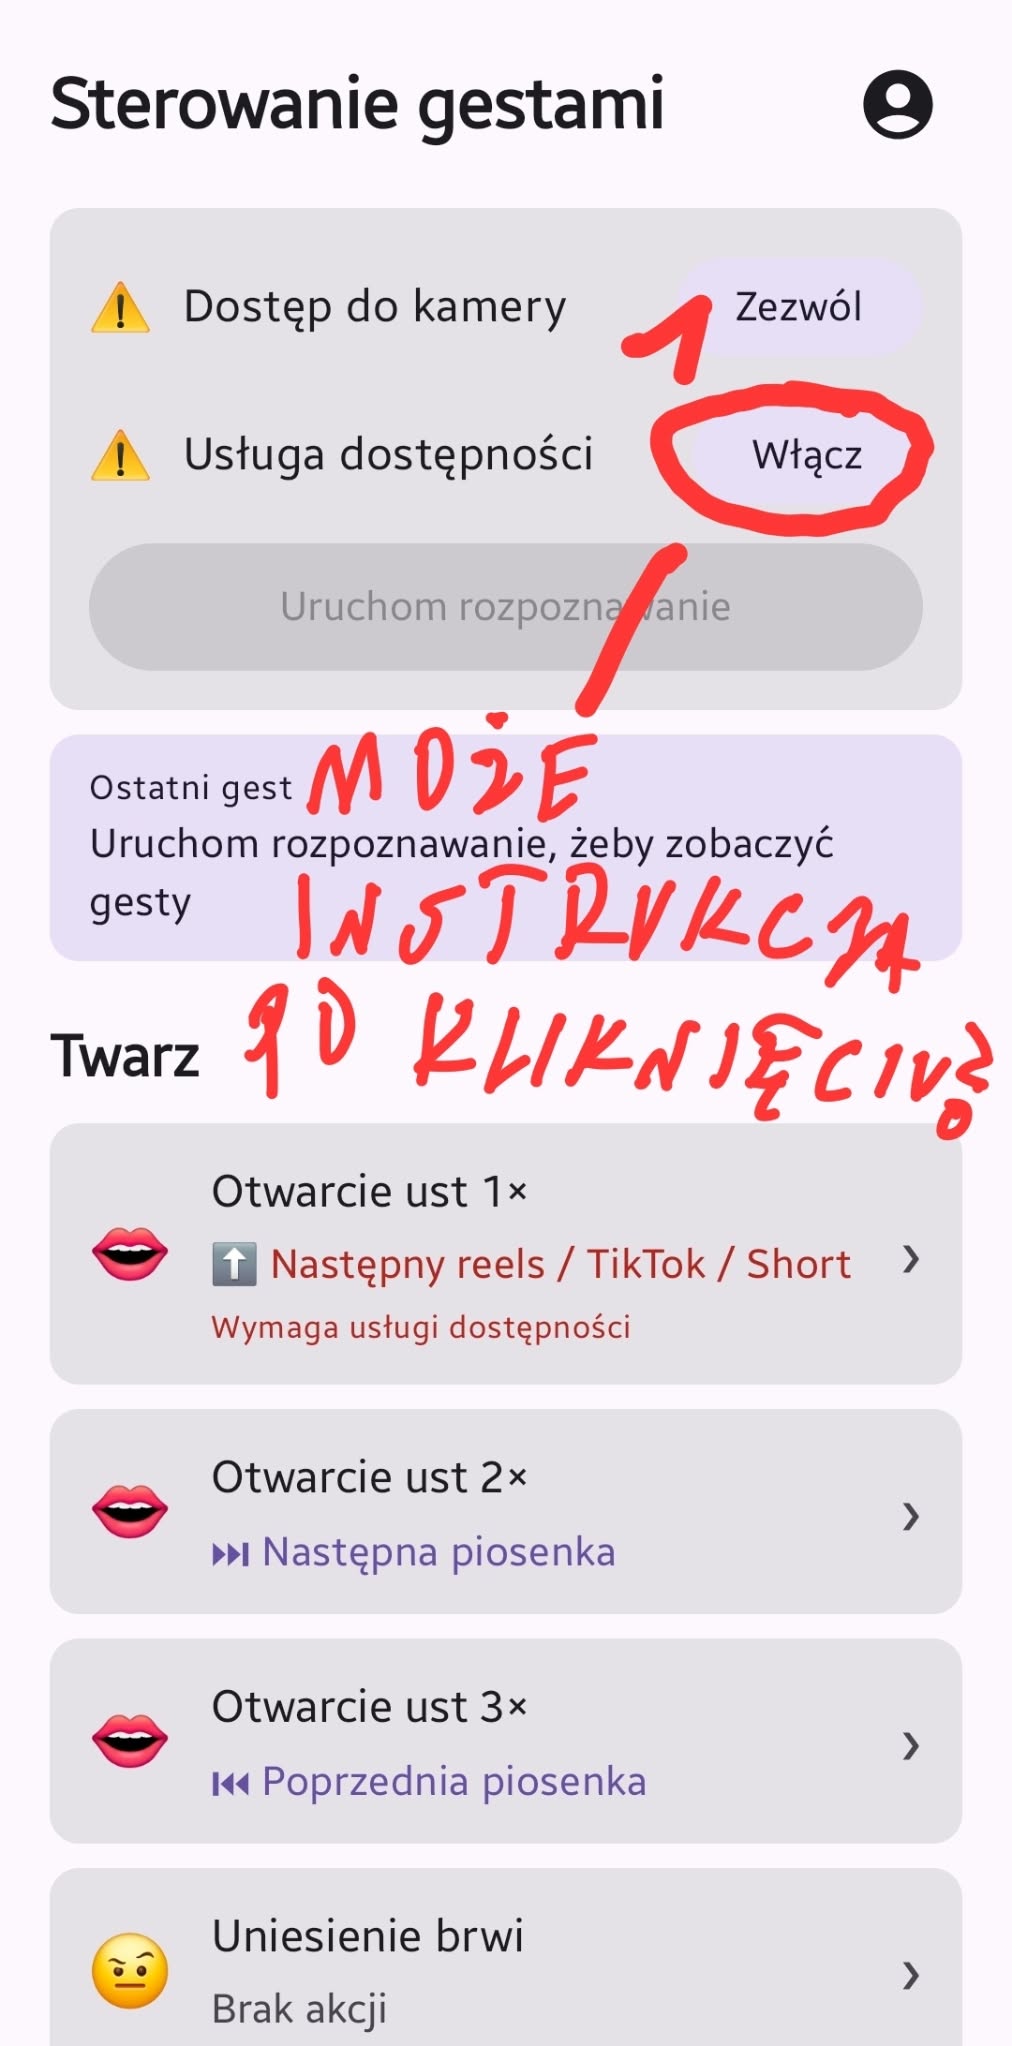 Sterowanie gestami
Dostęp do kamery
Zezwól
1
Usługa dostępności
Włącz
Uruchom rozpoznawanie
Ostatni gest
MOŻE
Uruchom rozpoznawanie, żeby zobaczyć
gesty
INSTRUKCJA
PO KLIKNIĘCIU?
Twarz
Otwarcie ust 1×
⬆️ Następny reels / TikTok / Short
Wymaga usługi dostępności
Otwarcie ust 2×
⏭ Następna piosenka
Otwarcie ust 3×
⏮ Poprzednia piosenka
Uniesienie brwi
Brak akcji